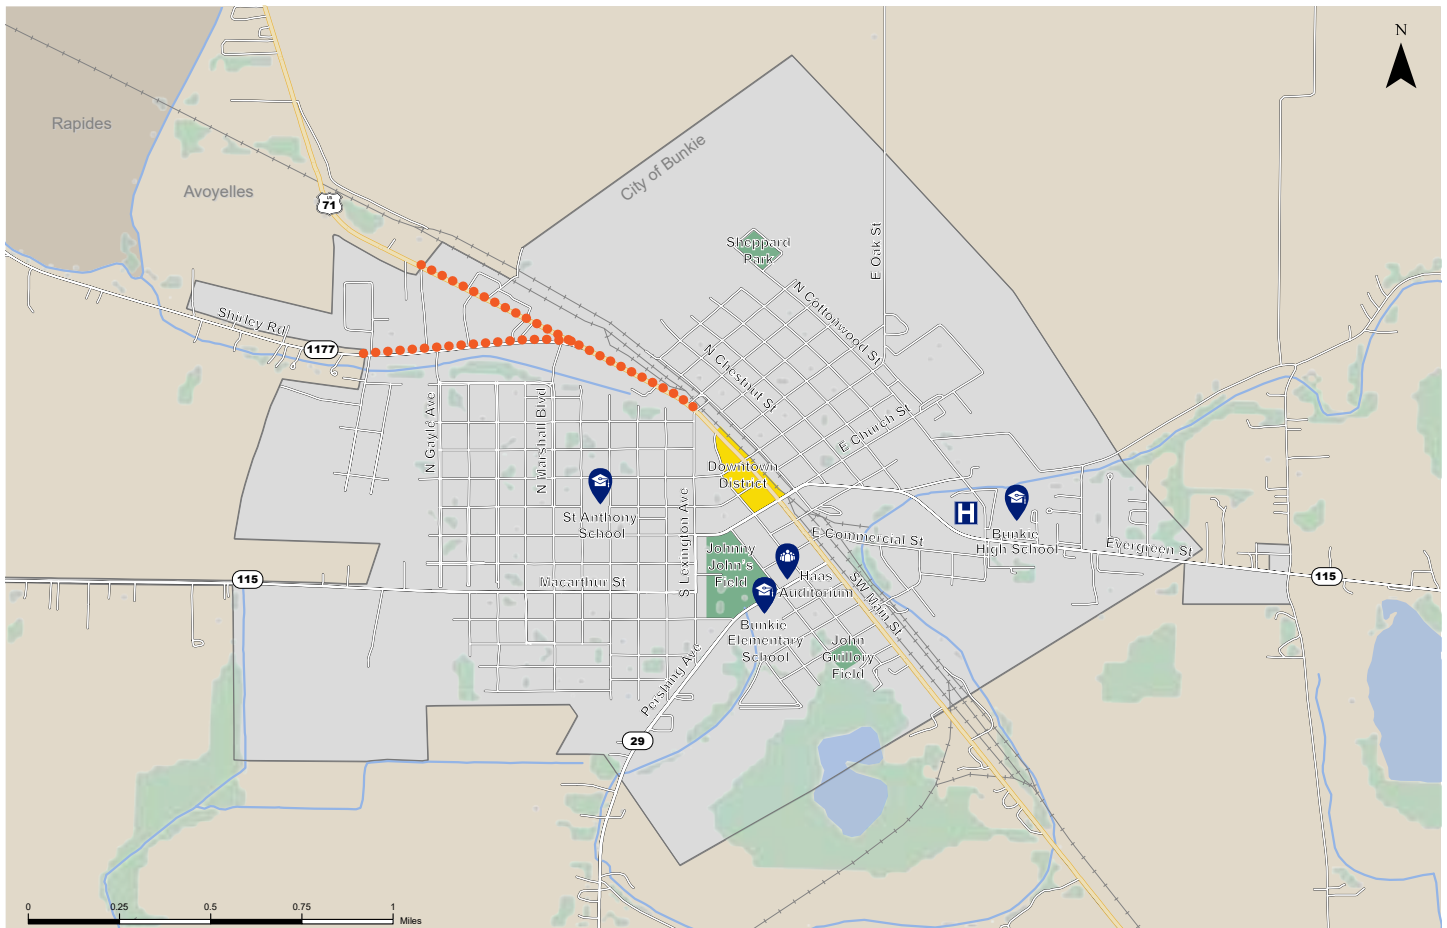 N
Rapides
Avoyelles
City of Bunkie
US
71
Sheppard
Park
E Oak St
N Cottonwood St
Shirley Rd
1177
N Chestnut St
N Gayle Ave
N Marshall Blvd
E Church St
Downtown
District
St Anthony
School
S Lexington Ave
H
Bunkie
High School
E Commercial St
Evergreen St
Johnny
John's
Field
115
Macarthur St
Haas
Auditorium
115
SW Main St
Bunkie
Elementary
School
John
Guillory
Field
Pershing Ave
29
0
0.25
0.5
0.75
1
Miles